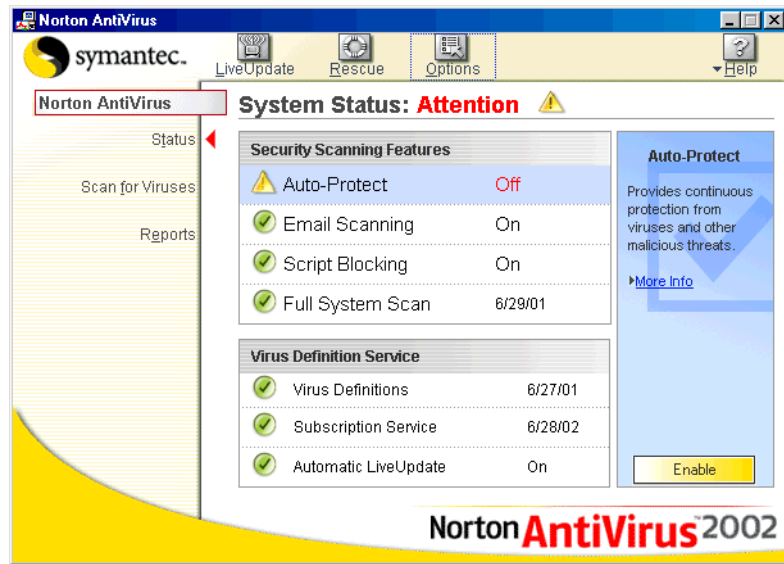 Norton AntiVirus
symantec.
LiveUpdate
Rescue
Options
Help
Norton AntiVirus
Status
Scan for Viruses
Reports
System Status: Attention
Security Scanning Features
Auto-Protect Off
Email Scanning On
Script Blocking On
Full System Scan 6/29/01
Virus Definition Service
Virus Definitions 6/27/01
Subscription Service 6/28/02
Automatic LiveUpdate On
Auto-Protect
Provides continuous
protection from
viruses and other
malicious threats.
More Info
Enable
Norton AntiVirus 2002